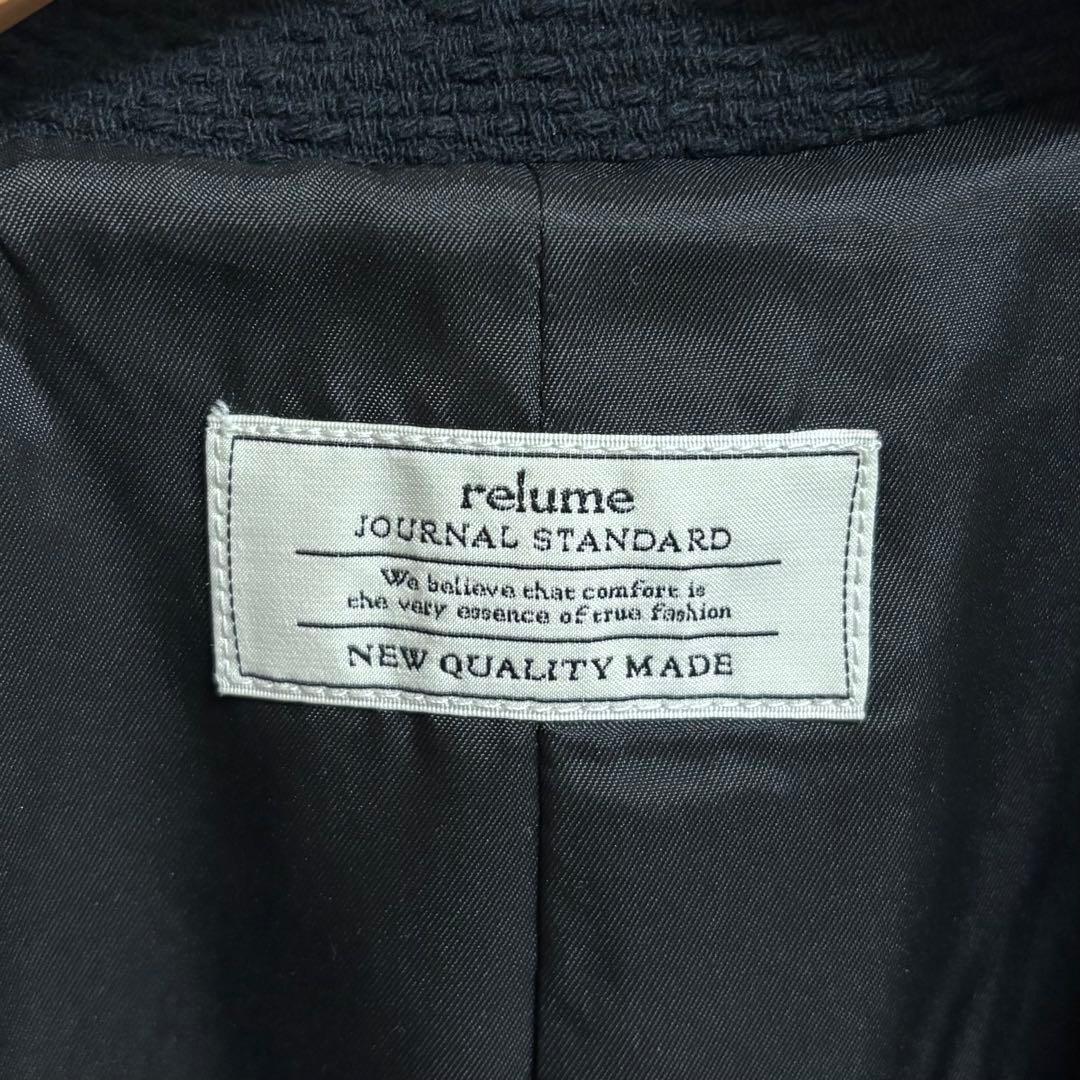 relume
JOURNAL STANDARD
We believe that comfort is
the very essence of true fashion
NEW QUALITY MADE